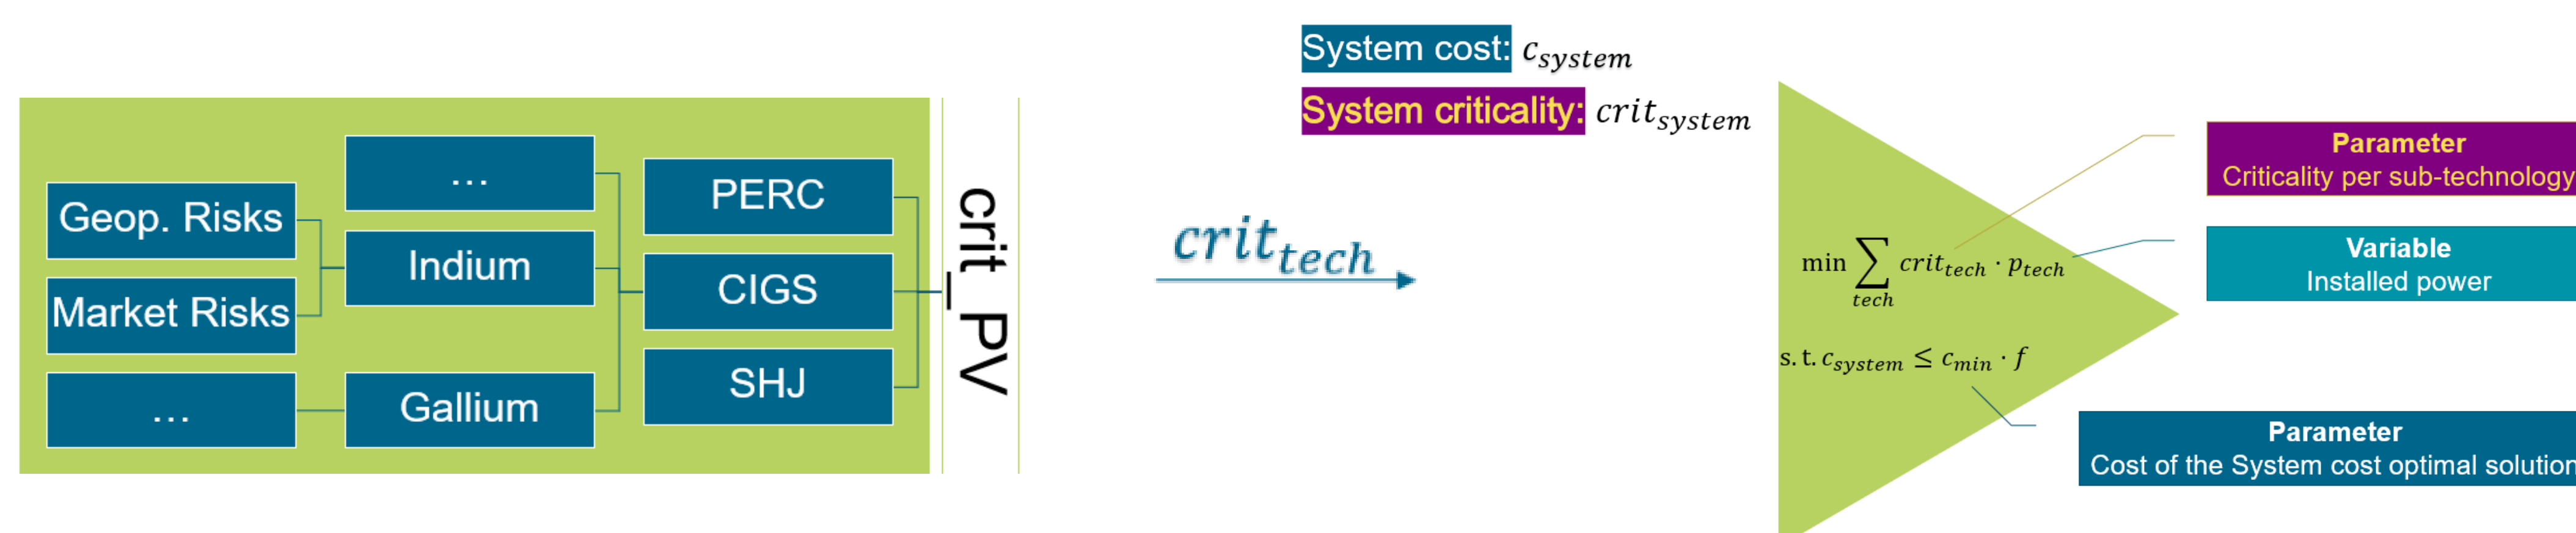 System cost: c_system
System criticality: crit_system
...
Geop. Risks
Indium
Market Risks
...
Gallium
PERC
CIGS
SHJ
crit_PV
crit_tech
min ∑_tech crit_tech · p_tech
s.t. c_system ≤ c_min · f
Parameter
Criticality per sub-technology
Variable
Installed power
Parameter
Cost of the System cost optimal solution